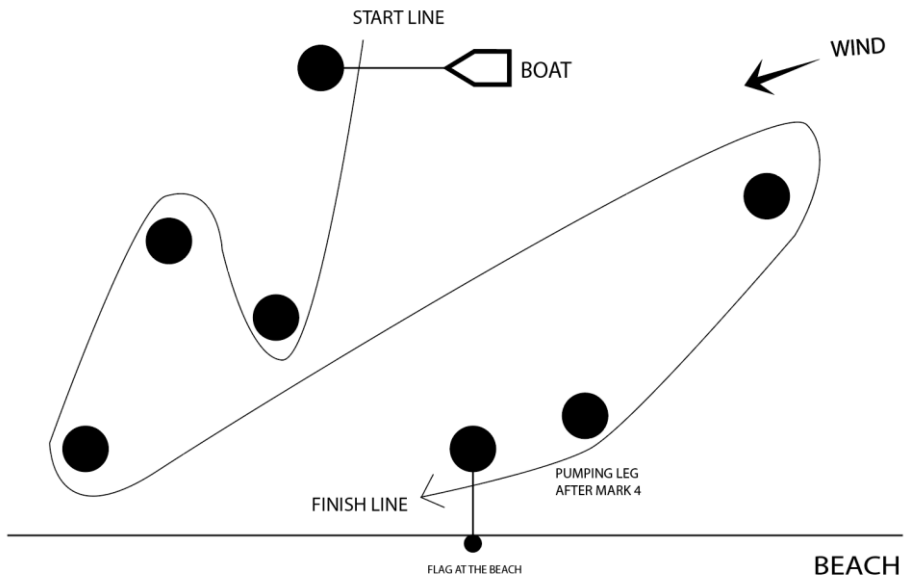 START LINE
BOAT
WIND
PUMPING LEG
AFTER MARK 4
FINISH LINE
FLAG AT THE BEACH
BEACH